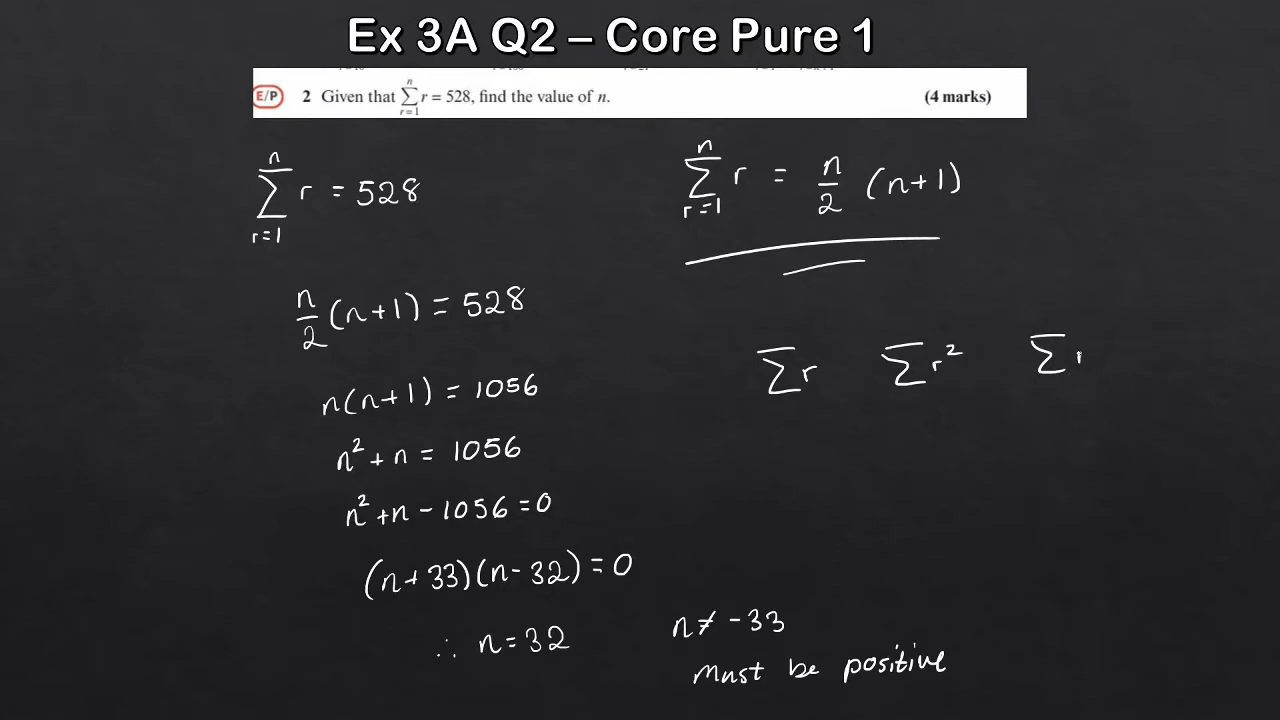 Ex 3A Q2 – Core Pure 1
E/P 2 Given that ∑_{r=1}^{n} r = 528, find the value of n. (4 marks)
∑_{r=1}^{n} r = 528
∑_{r=1}^{n} r = n/2 (n+1)
n/2 (n+1) = 528
∑r ∑r² ∑r
n(n+1) = 1056
n² + n = 1056
n² + n − 1056 = 0
(n+33)(n−32) = 0
∴ n = 32
n ≠ −33
must be positive